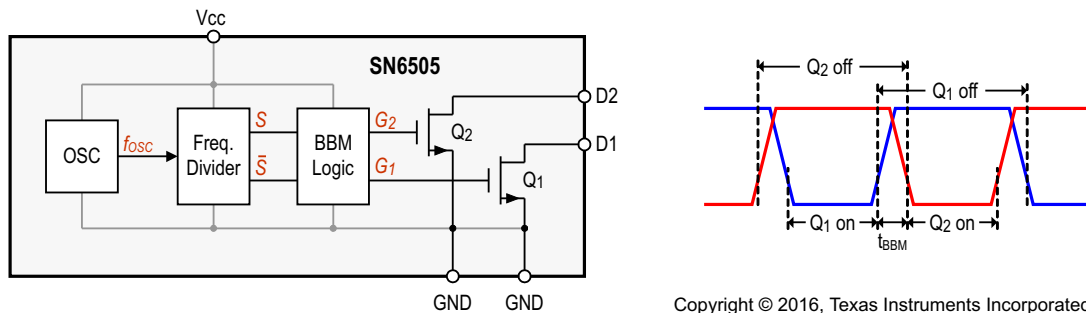 Vcc
SN6505
D2
D1
OSC
fOSC
Freq.
Divider
S
S̅
BBM
Logic
G2
G1
Q2
Q1
GND
GND
Q2 off
Q1 off
Q1 on
tBBM
Q2 on
Copyright © 2016, Texas Instruments Incorporated